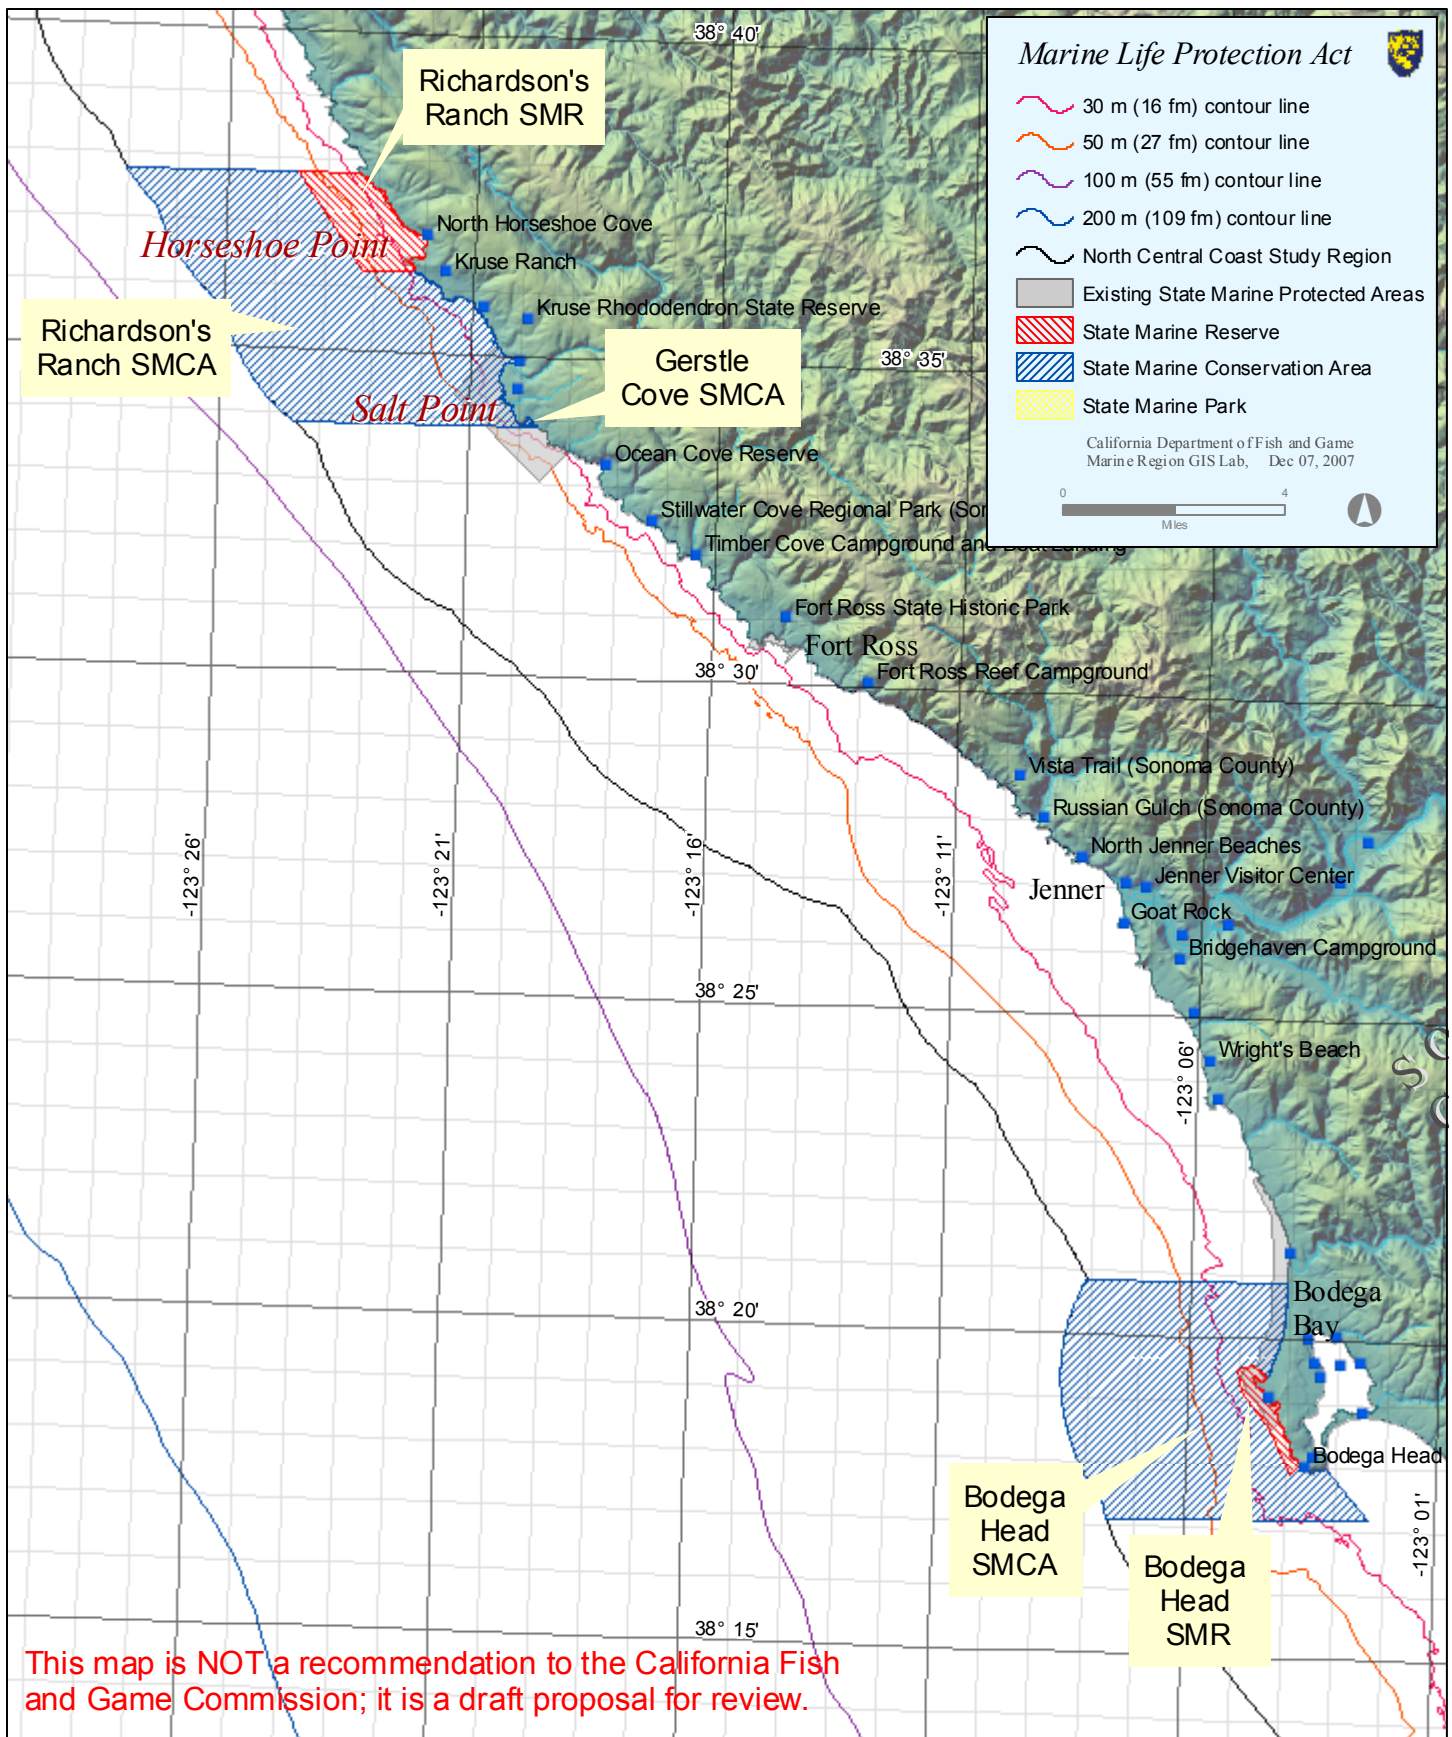 38° 40'
Marine Life Protection Act
30 m (16 fm) contour line
50 m (27 fm) contour line
100 m (55 fm) contour line
200 m (109 fm) contour line
North Central Coast Study Region
Existing State Marine Protected Areas
State Marine Reserve
State Marine Conservation Area
State Marine Park
California Department of Fish and Game
Marine Region GIS Lab, Dec 07, 2007
0 4
Miles
Richardson's
Ranch SMR
North Horseshoe Cove
Horseshoe Point
Kruse Ranch
Kruse Rhododendron State Reserve
Richardson's
Ranch SMCA
Gerstle
Cove SMCA
38° 35'
Salt Point
Ocean Cove Reserve
Stillwater Cove Regional Park (Son
Timber Cove Campground and Boat Landing
Fort Ross State Historic Park
Fort Ross
38° 30'
Fort Ross Reef Campground
Vista Trail (Sonoma County)
Russian Gulch (Sonoma County)
-123° 26'
-123° 21'
-123° 16'
-123° 11'
North Jenner Beaches
Jenner
Jenner Visitor Center
Goat Rock
Bridgehaven Campground
38° 25'
-123° 06'
Wright's Beach
S O
C
38° 20'
Bodega
Bay
Bodega Head
Bodega
Head
SMCA
-123° 01'
Bodega
Head
SMR
38° 15'
This map is NOT a recommendation to the California Fish
and Game Commission; it is a draft proposal for review.